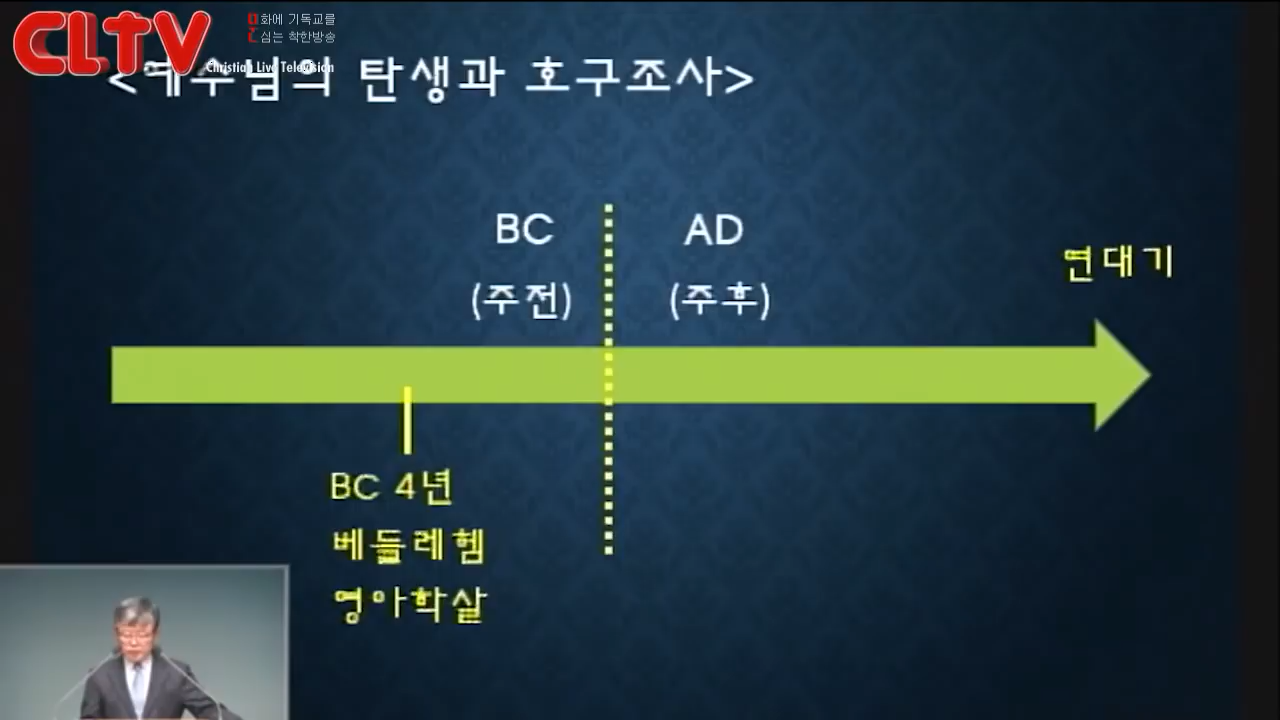 CLTV
화에 기독교를
심는 착한방송
Christian Live Television
<예수님의 탄생과 호구조사>
BC
AD
(주전)
(주후)
연대기
BC 4년
베들레헴
영아학살